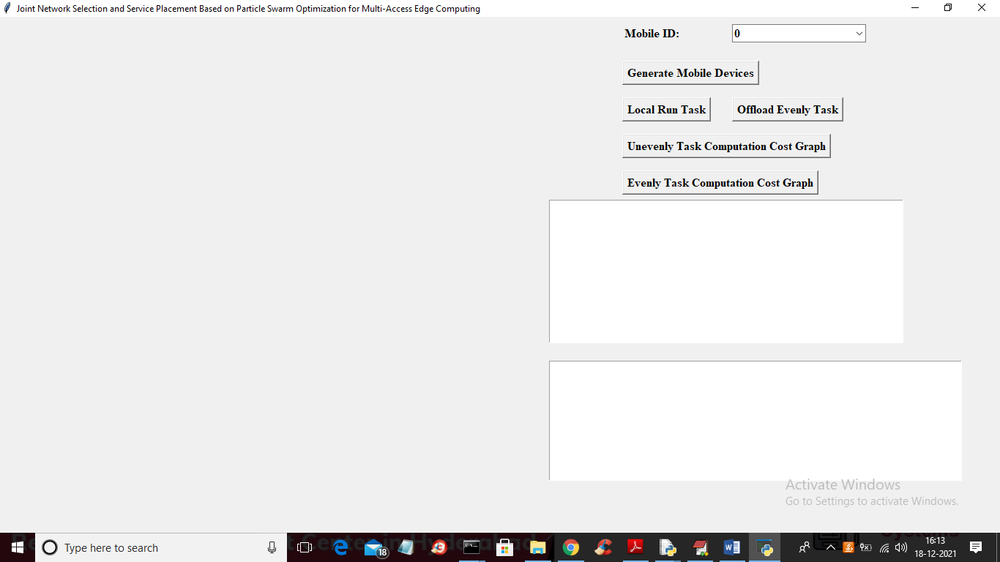 Joint Network Selection and Service Placement Based on Particle Swarm Optimization for Multi-Access Edge Computing
Mobile ID: 0
Generate Mobile Devices
Local Run Task Offload Evenly Task
Unevenly Task Computation Cost Graph
Evenly Task Computation Cost Graph
Activate Windows
Go to Settings to activate Windows.
Type here to search
18
16:13
18-12-2021